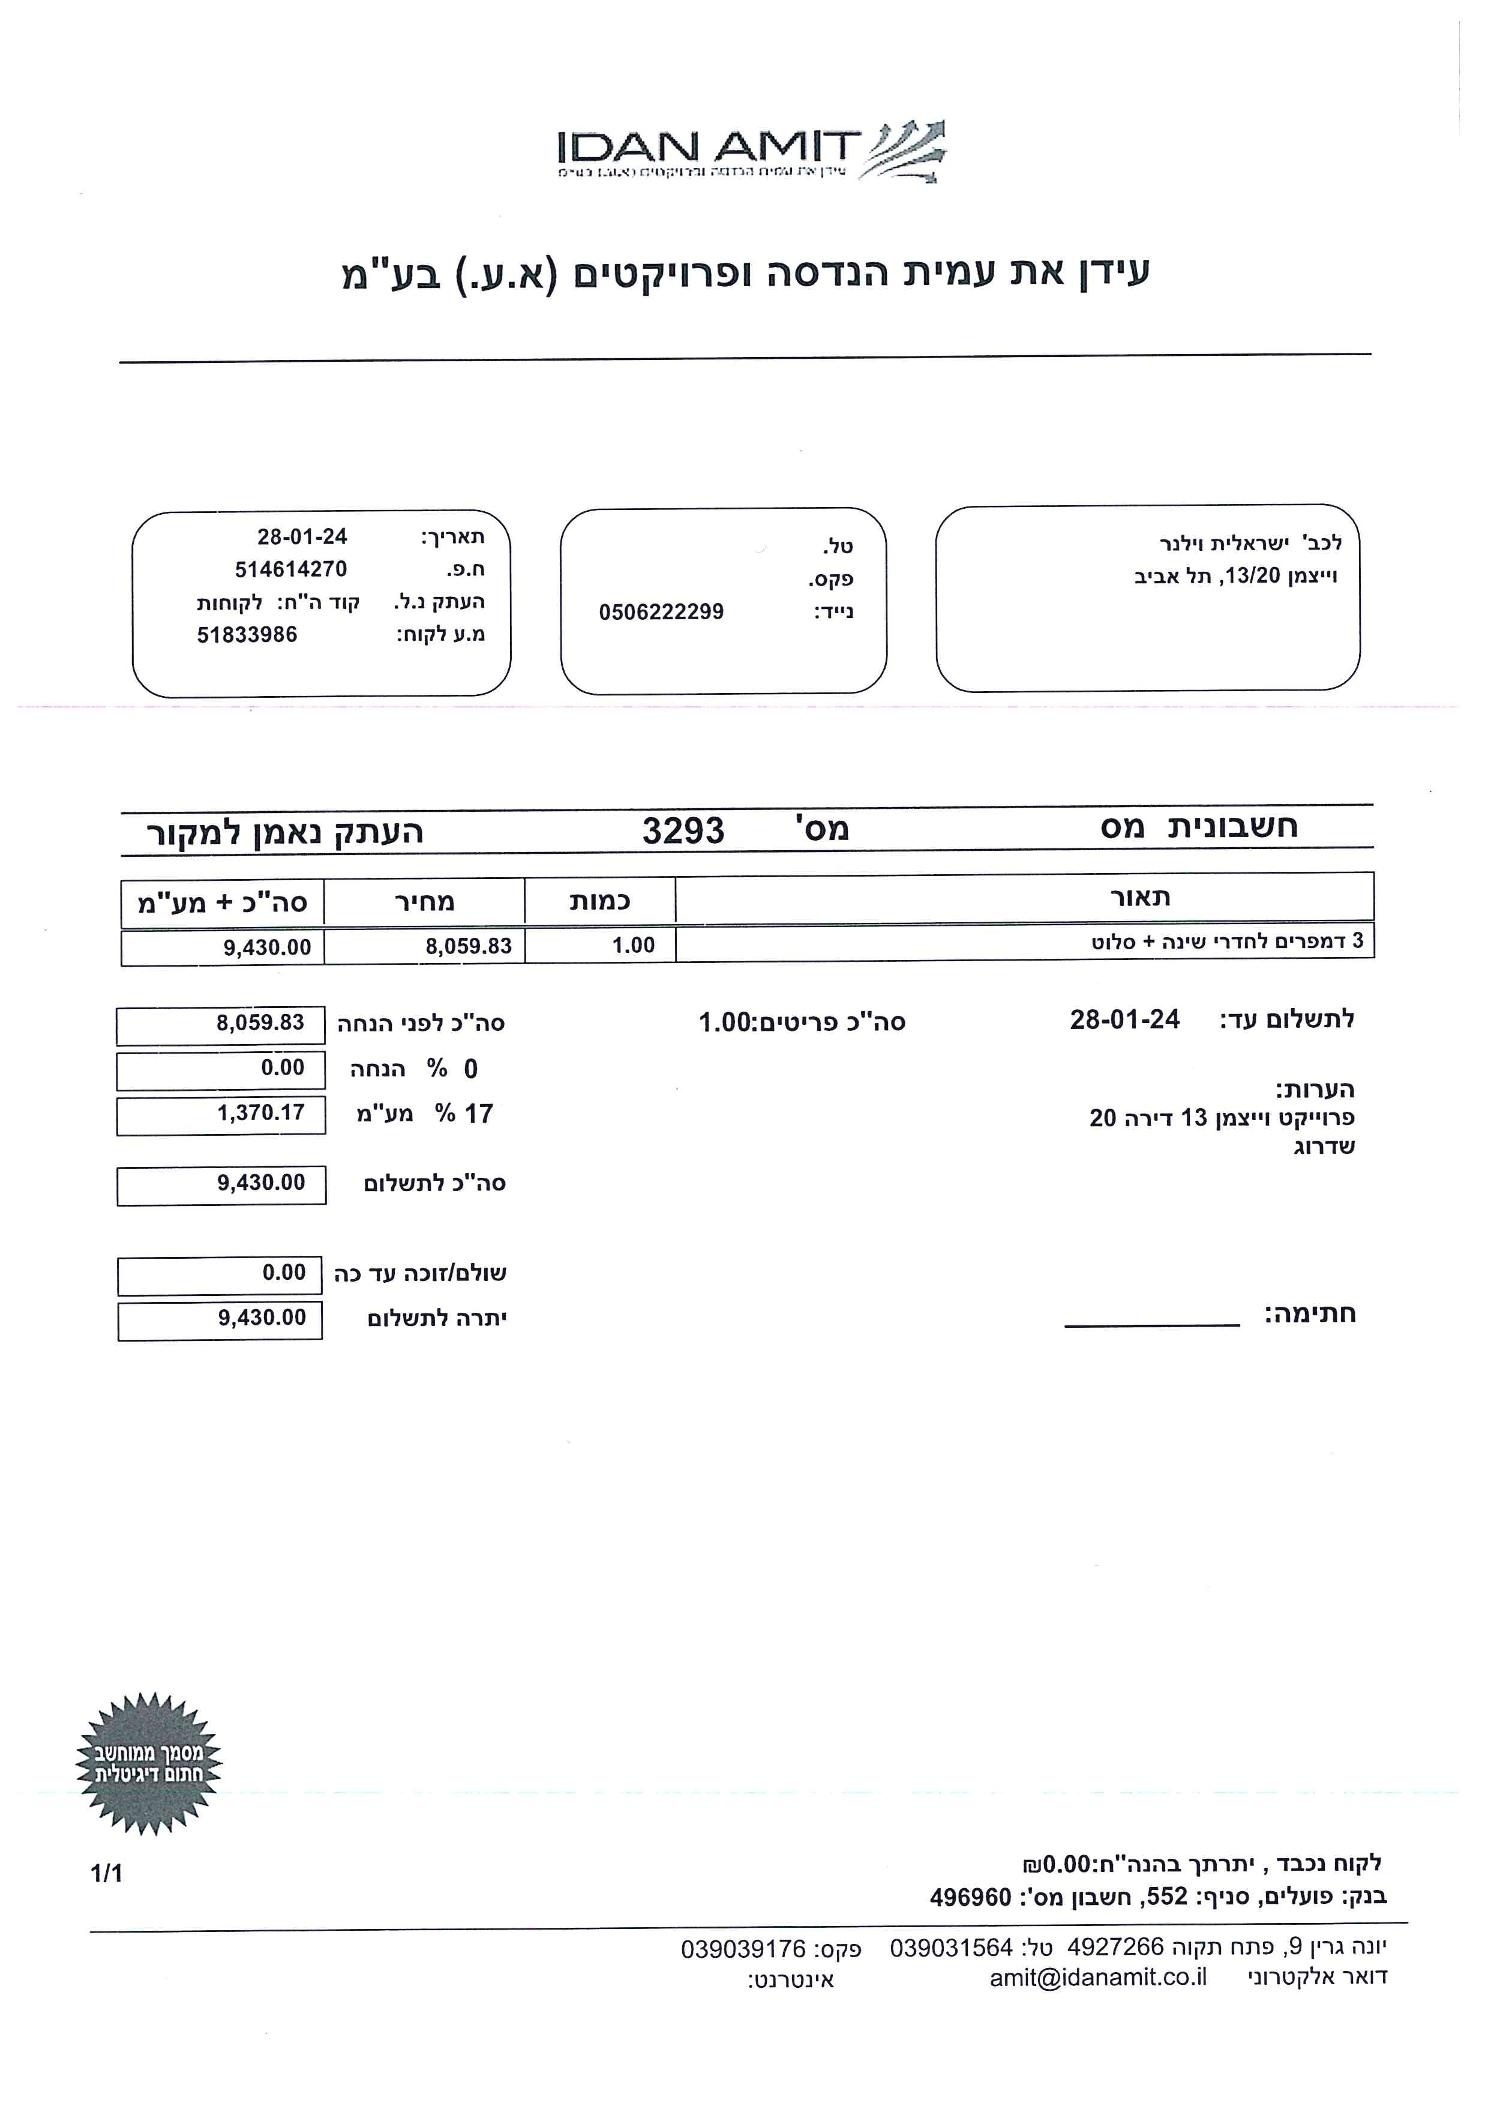 IDAN AMIT
עידן את עמית הנדסה ופרויקטים (א.ע.) בע"מ
עידן את עמית הנדסה ופרויקטים (א.ע.) בע"מ
לכב' ישראלית וילנר
וייצמן 13/20, תל אביב
טל.
פקס.
נייד: 0506222299
תאריך: 28-01-24
ח.פ. 514614270
העתק נ.ל. קוד ה"ח: לקוחות
מ.ע לקוח: 51833986
חשבונית מס מס' 3293 העתק נאמן למקור
תאור כמות מחיר סה"כ + מע"מ
3 דמפרים לחדרי שינה + סלוט 1.00 8,059.83 9,430.00
לתשלום עד: 28-01-24 סה"כ פריטים:1.00 סה"כ לפני הנחה 8,059.83
0 % הנחה 0.00
הערות:
פרוייקט וייצמן 13 דירה 20 17 % מע"מ 1,370.17
שדרוג
סה"כ לתשלום 9,430.00
שולם/זוכה עד כה 0.00
חתימה: יתרה לתשלום 9,430.00
מסמך ממוחשב
חתום דיגיטלית
לקוח נכבד , יתרתך בהנה"ח:0.00₪ 1/1
בנק: פועלים, סניף: 552, חשבון מס': 496960
יונה גרין 9, פתח תקוה 4927266 טל: 039031564 פקס: 039039176
דואר אלקטרוני amit@idanamit.co.il אינטרנט: